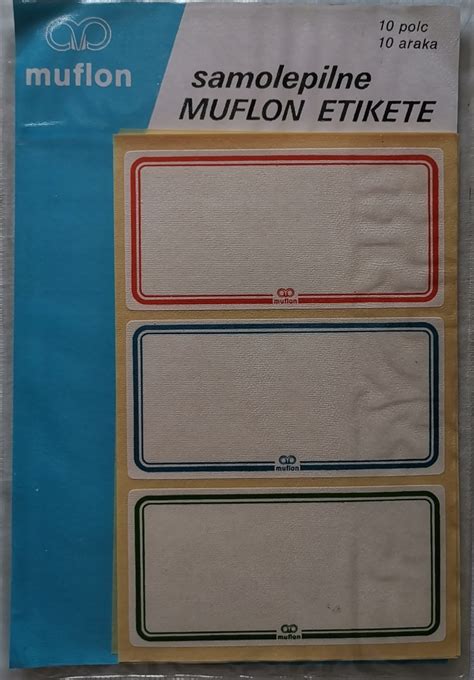 muflon
10 polc
10 araka
samolepilne
MUFLON ETIKETE
muflon
muflon
muflon